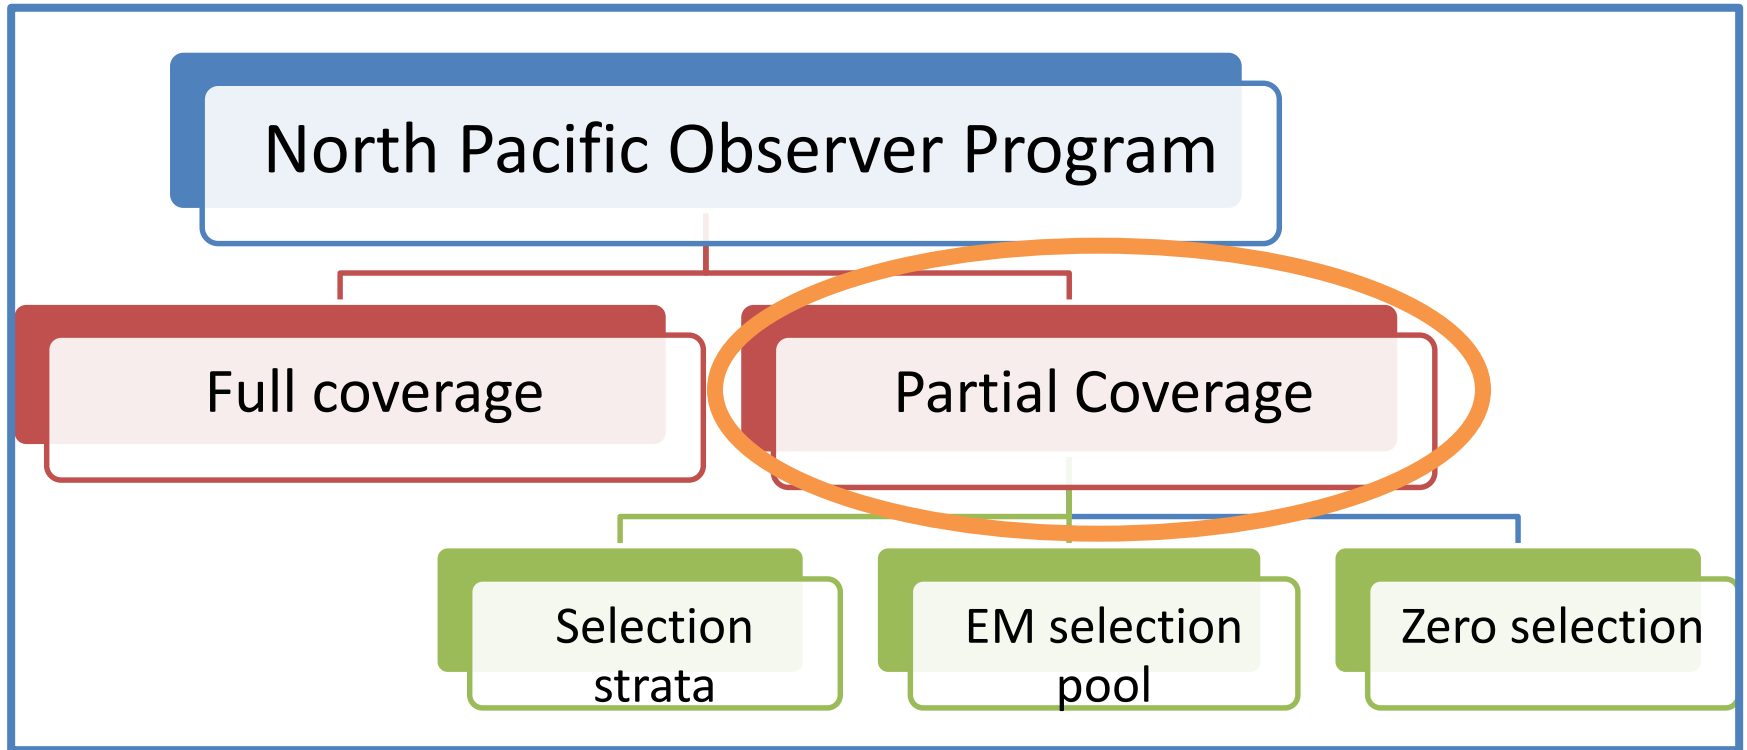 North Pacific Observer Program
Full coverage
Partial Coverage
Selection
strata
EM selection
pool
Zero selection